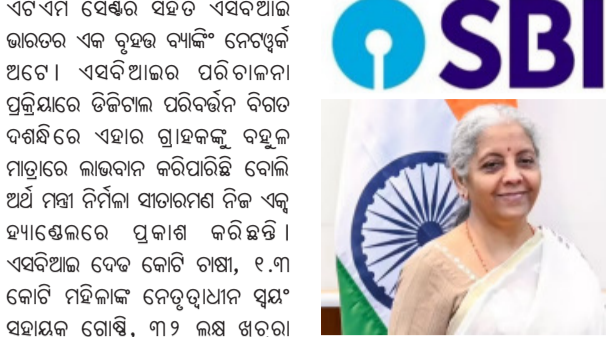 ଏଟିଏମ ସେଣ୍ଟର ସହିତ ଏସବିଆଇ
ଭାରତର ଏକ ବୃହତ୍ତ ବ୍ୟାଙ୍କିଂ ନେଟୱର୍କ
ଅଟେ। ଏସବିଆଇର ପରିଚାଳନା
ପ୍ରକ୍ରିୟାରେ ଡିଜିଟାଲ ପରିବର୍ତ୍ତନ ବିଗତ
ଦଶନ୍ଧିରେ ଏହାର ଗ୍ରାହକଙ୍କୁ ବହୁଳ
ମାତ୍ରାରେ ଲାଭବାନ କରିପାରିଛି ବୋଲି
ଅର୍ଥ ମନ୍ତ୍ରୀ ନିର୍ମଳା ସୀତାରମଣ ନିଜ ଏକ୍ସ
ହ୍ୟାଣ୍ଡେଲରେ ପ୍ରକାଶ କରିଛନ୍ତି।
ଏସବିଆଇ ଦେଢ କୋଟି ଚାଷୀ, ୧.୩
କୋଟି ମହିଳାଙ୍କ ନେତୃତ୍ୱାଧୀନ ସ୍ୱୟଂ
ସହାୟକ ଗୋଷ୍ଠି, ୩୨ ଲକ୍ଷ ଖଚୁରା
SBI